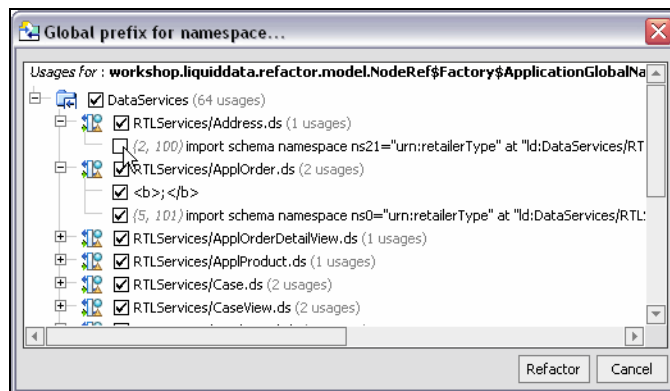 Global prefix for namespace...
Usages for : workshop.liquiddata.refactor.model.NodeRef$Factory$ApplicationGlobalNa
DataServices (64 usages)
RTLServices/Address.ds (1 usages)
(2, 100) import schema namespace ns21="urn:retailerType" at "ld:DataServices/RT
RTLServices/ApplOrder.ds (2 usages)
<b>;</b>
(5, 101) import schema namespace ns0="urn:retailerType" at "ld:DataServices/RTL
RTLServices/ApplOrderDetailView.ds (1 usages)
RTLServices/ApplProduct.ds (1 usages)
RTLServices/Case.ds (2 usages)
RTLServices/CaseView.ds (2 usages)
Refactor Cancel